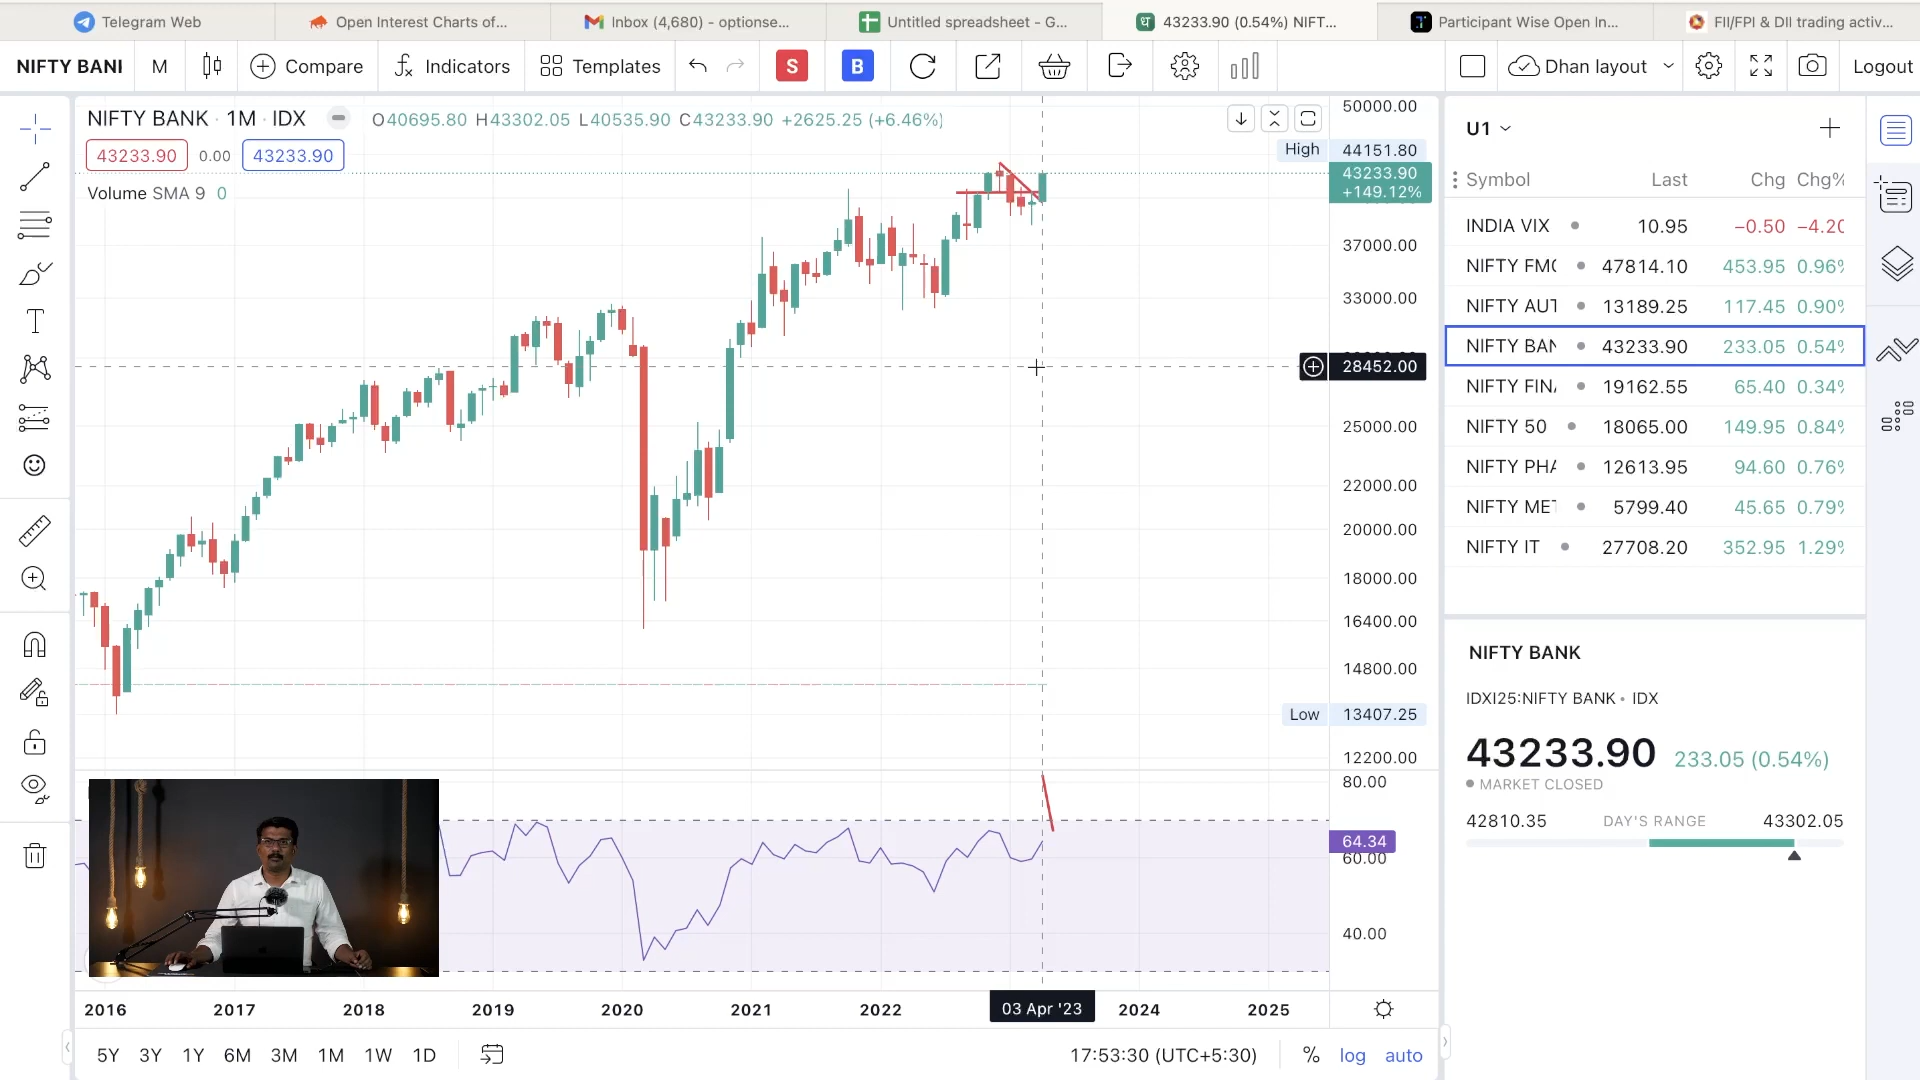 Telegram Web
Open Interest Charts of...
Inbox (4,680) - optionse...
Untitled spreadsheet - G...
43233.90 (0.54%) NIFT...
Participant Wise Open In...
FII/FPI & DII trading activ...
NIFTY BANI M Compare Indicators Templates S B Dhan layout Logout
NIFTY BANK · 1M · IDX O40695.80 H43302.05 L40535.90 C43233.90 +2625.25 (+6.46%)
43233.90 0.00 43233.90
Volume SMA 9 0
50000.00
High 44151.80
43233.90
+149.12%
37000.00
33000.00
28452.00
25000.00
22000.00
20000.00
18000.00
16400.00
14800.00
Low 13407.25
12200.00
80.00
64.34
60.00
40.00
2016 2017 2018 2019 2020 2021 2022 03 Apr '23 2024 2025
5Y 3Y 1Y 6M 3M 1M 1W 1D 17:53:30 (UTC+5:30) % log auto
U1
Symbol Last Chg Chg%
INDIA VIX 10.95 −0.50 −4.20
NIFTY FMC 47814.10 453.95 0.96%
NIFTY AUT 13189.25 117.45 0.90%
NIFTY BAN 43233.90 233.05 0.54%
NIFTY FIN 19162.55 65.40 0.34%
NIFTY 50 18065.00 149.95 0.84%
NIFTY PHA 12613.95 94.60 0.76%
NIFTY MET 5799.40 45.65 0.79%
NIFTY IT 27708.20 352.95 1.29%
NIFTY BANK
IDXI25:NIFTY BANK • IDX
43233.90 233.05 (0.54%)
MARKET CLOSED
42810.35 DAY'S RANGE 43302.05